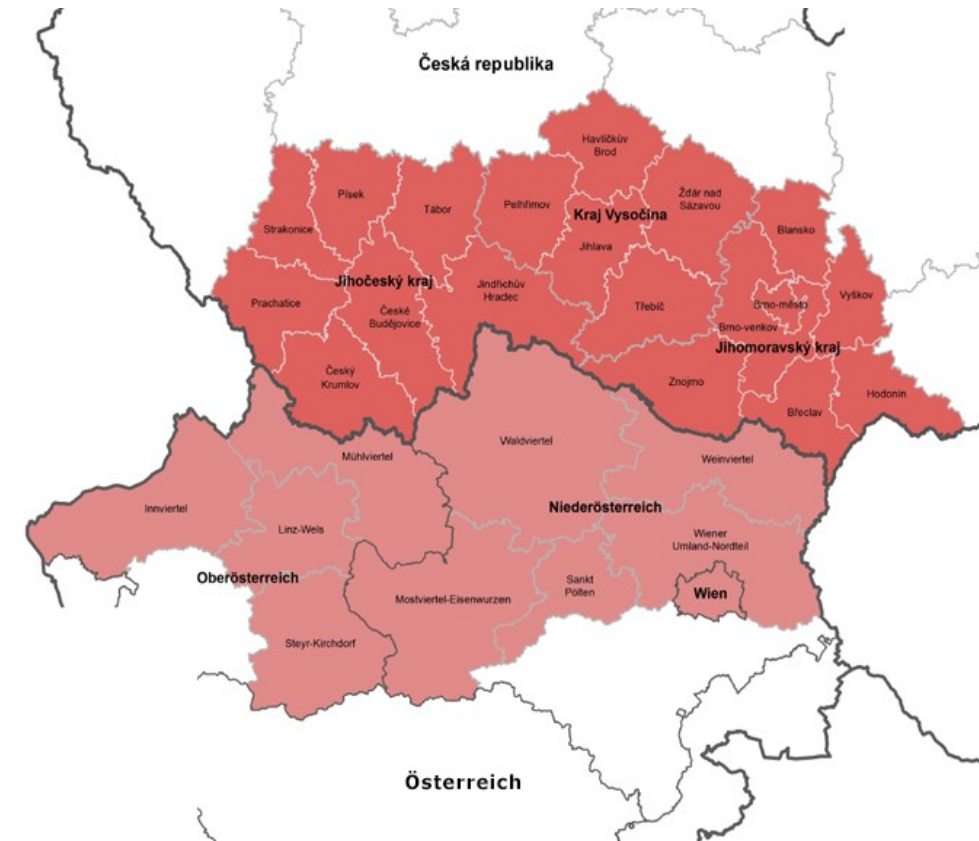 Česká republika
Havlíčkův
Brod
Písek
Tábor
Pelhřimov
Žďár nad
Sázavou
Kraj Vysočina
Strakonice
Blansko
Jihlava
Jihočeský kraj
Jindřichův
Hradec
Prachatice
České
Budějovice
Třebíč
Brno-město
Vyškov
Brno-venkov
Jihomoravský kraj
Český
Krumlov
Znojmo
Břeclav
Hodonín
Waldviertel
Mühlviertel
Weinviertel
Innviertel
Niederösterreich
Linz-Wels
Wiener
Umland-Nordteil
Oberösterreich
Sankt
Pölten
Mostviertel-Eisenwurzen
Wien
Steyr-Kirchdorf
Österreich